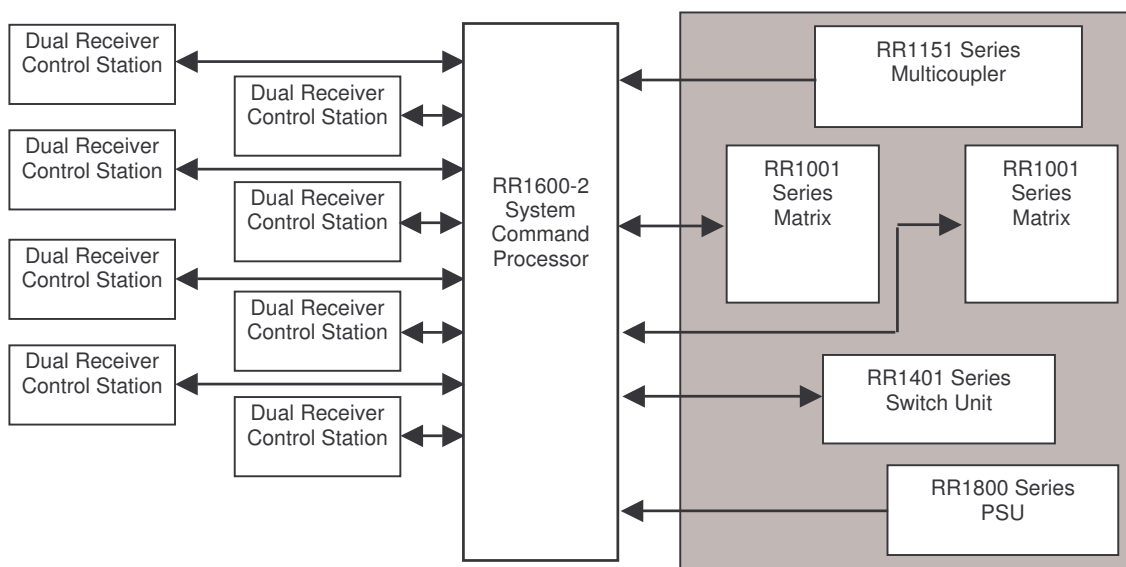 Dual Receiver
Control Station
Dual Receiver
Control Station
Dual Receiver
Control Station
Dual Receiver
Control Station
Dual Receiver
Control Station
Dual Receiver
Control Station
Dual Receiver
Control Station
Dual Receiver
Control Station
RR1600-2
System
Command
Processor
RR1151 Series
Multicoupler
RR1001
Series
Matrix
RR1001
Series
Matrix
RR1401 Series
Switch Unit
RR1800 Series
PSU